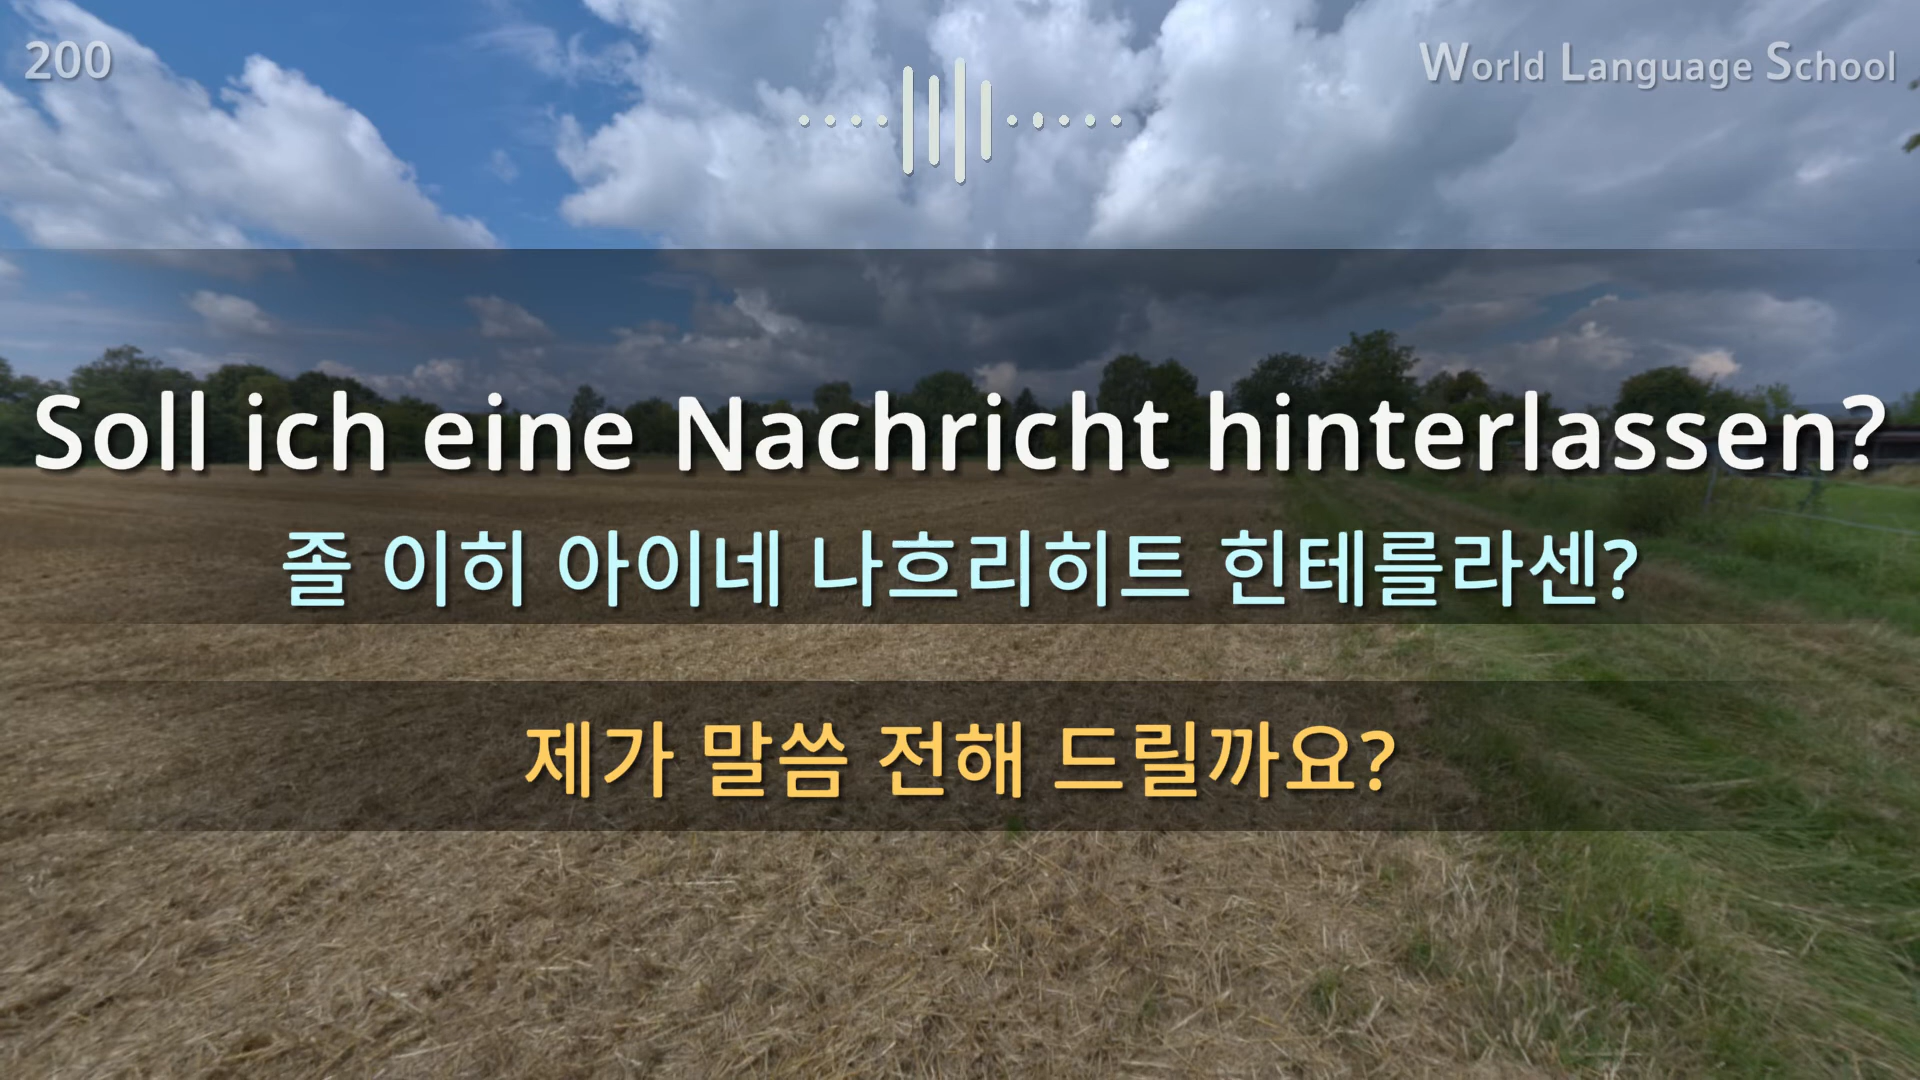 200
World Language School
Soll ich eine Nachricht hinterlassen?
졸 이히 아이네 나흐리히트 힌테를라센?
제가 말씀 전해 드릴까요?